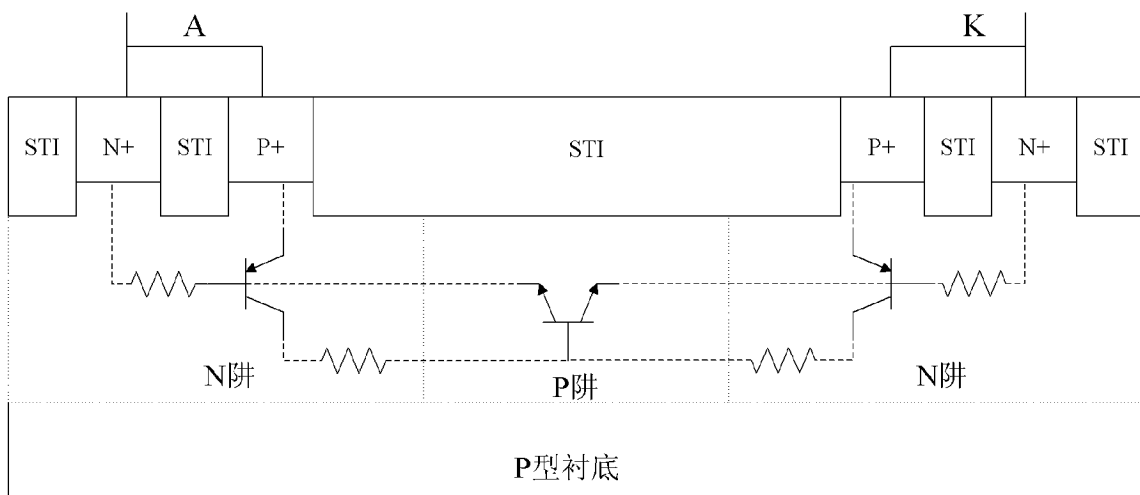 A K
STI N+ STI P+ STI P+ STI N+ STI
N阱 P阱 N阱
P型衬底